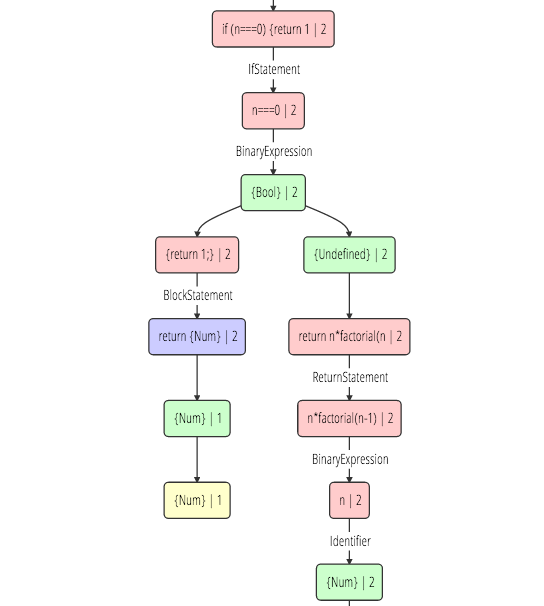 if (n===0) {return 1 | 2
IfStatement
n===0 | 2
BinaryExpression
{Bool} | 2
{return 1;} | 2
{Undefined} | 2
BlockStatement
return {Num} | 2
return n*factorial(n | 2
ReturnStatement
{Num} | 1
n*factorial(n-1) | 2
BinaryExpression
{Num} | 1
n | 2
Identifier
{Num} | 2